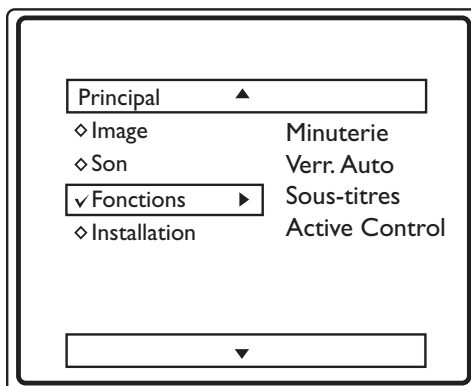 Principal
Image
Son
Fonctions
Installation
Minuterie
Verr. Auto
Sous-titres
Active Control